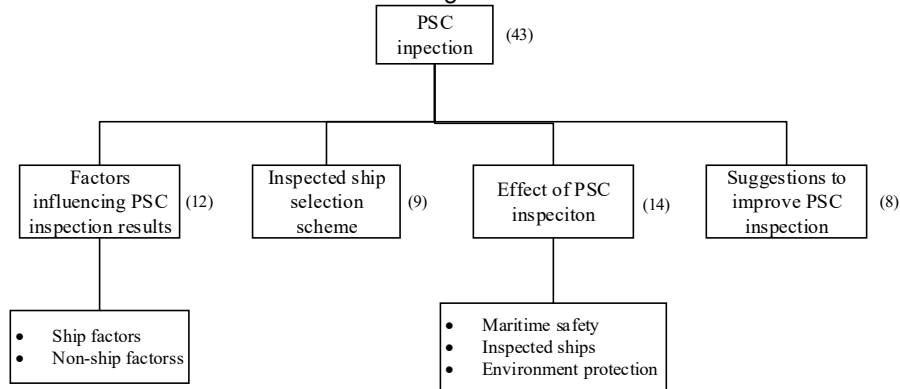 PSC
inpection
(43)
Factors
influencing PSC
inspection results
(12)
Inspected ship
selection
scheme
(9)
Effect of PSC
inspeciton
(14)
Suggestions to
improve PSC
inspection
(8)
• Ship factors
• Non-ship factorss
• Maritime safety
• Inspected ships
• Environment protection